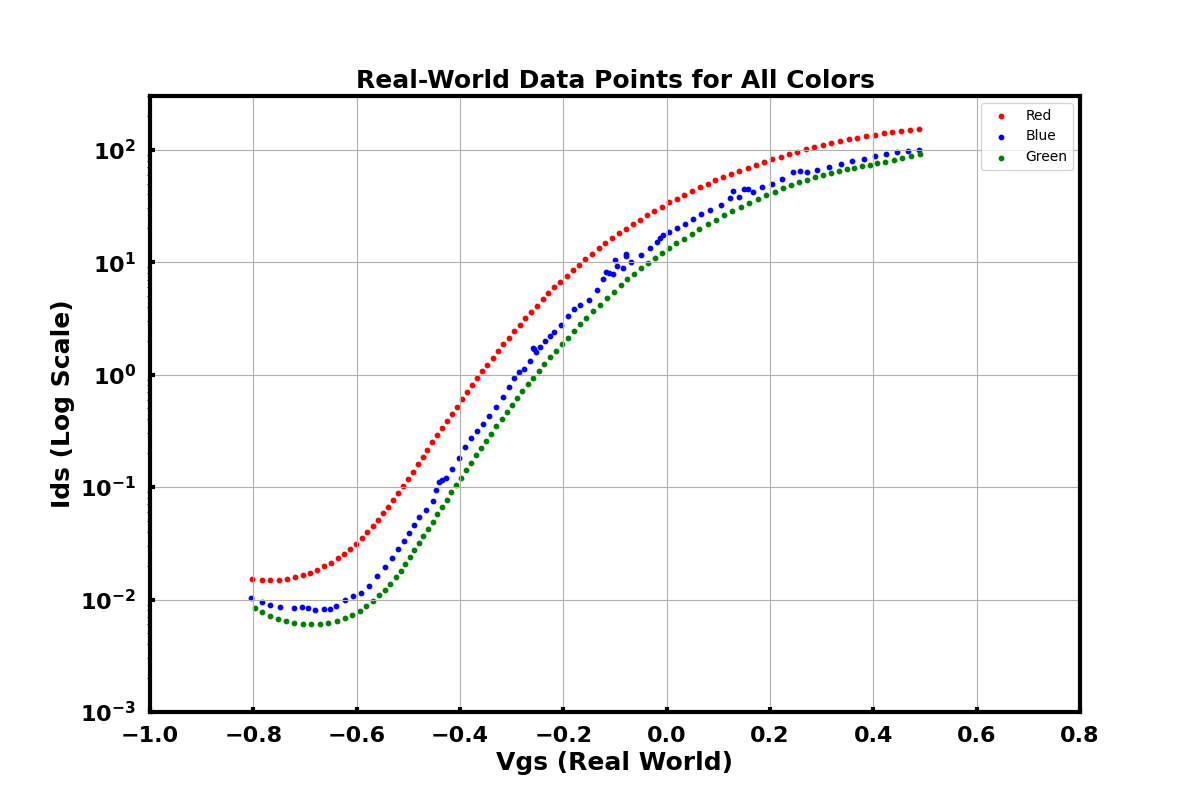 Real-World Data Points for All Colors
Red
Blue
Green
10²
10¹
10⁰
10⁻¹
10⁻²
10⁻³
Ids (Log Scale)
−1.0 −0.8 −0.6 −0.4 −0.2 0.0 0.2 0.4 0.6 0.8
Vgs (Real World)